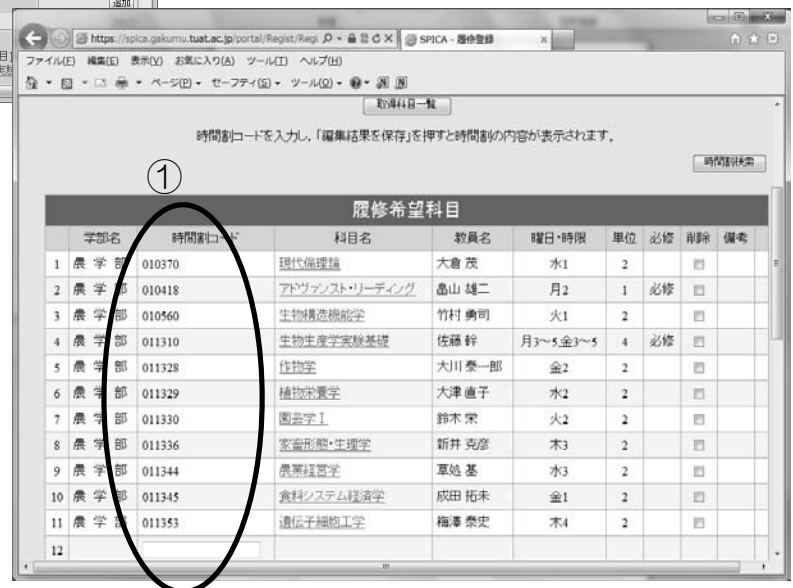 追加
https://spica.gakumu.tuat.ac.jp/portal/Regist/Regi
SPICA - 履修登録
ファイル(F) 編集(E) 表示(V) お気に入り(A) ツール(T) ヘルプ(H)
ページ(P) セーフティ(S) ツール(O)
取得科目一覧
時間割コードを入力し、「編集結果を保存」を押すと時間割の内容が表示されます。
時間割検索
①
履修希望科目
学部名 時間割コード 科目名 教員名 曜日・時限 単位 必修 削除 備考
1 農学部 010370 現代倫理論 大倉 茂 水1 2
2 農学部 010418 アドヴァンスト・リーディング 畠山 雄二 月2 1 必修
3 農学部 010560 生物構造機能学 竹村 勇司 火1 2
4 農学部 011310 生物生産学実験基礎 佐藤 幹 月3～5,金3～5 4 必修
5 農学部 011328 作物学 大川 泰一郎 金2 2
6 農学部 011329 植物栄養学 大津 直子 水2 2
7 農学部 011330 園芸学Ⅰ 鈴木 栄 火2 2
8 農学部 011336 家畜形態・生理学 新井 克彦 木3 2
9 農学部 011344 農業経営学 草処 基 水3 2
10 農学部 011345 食料システム経済学 成田 拓未 金1 2
11 農学部 011353 遺伝子細胞工学 梅澤 泰史 木4 2
12